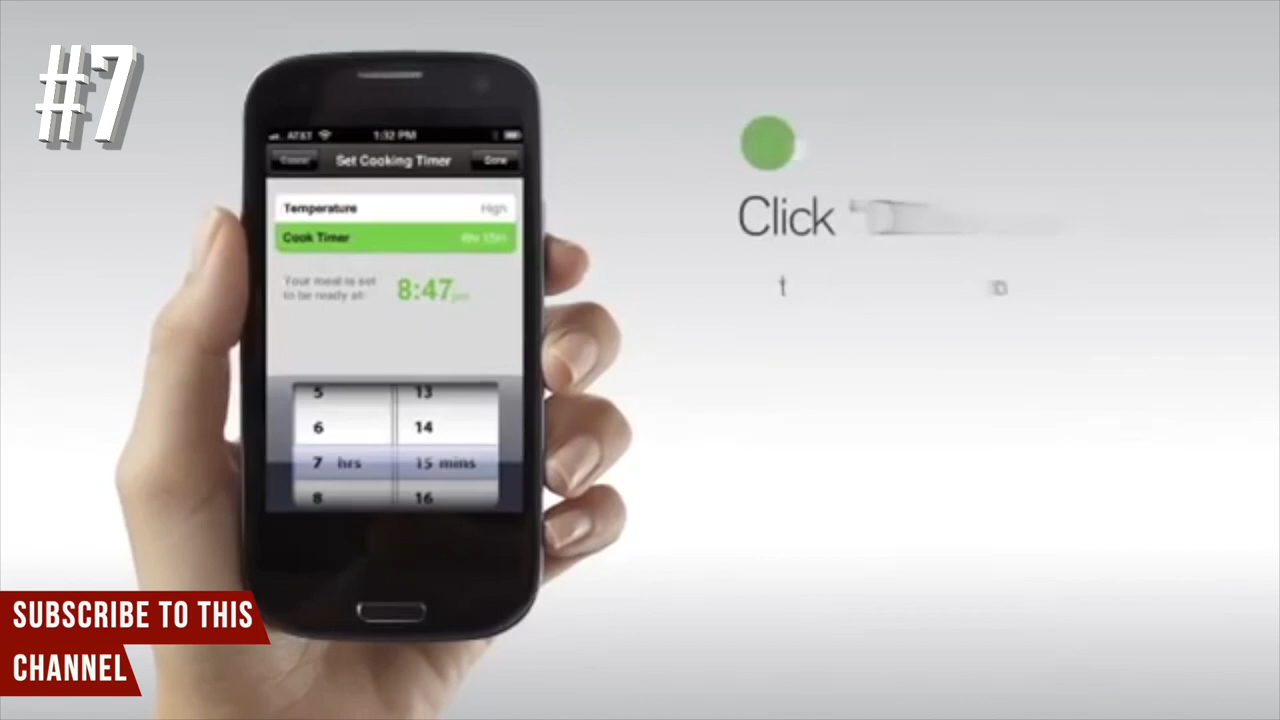 #7
AT&T 1:32 PM
Cancel Set Cooking Timer Done
Temperature High
Cook Timer
Your meal is set
to be ready at: 8:47 pm
5 13
6 14
7 hrs 15 mins
8 16
Click
t
SUBSCRIBE TO THIS
CHANNEL